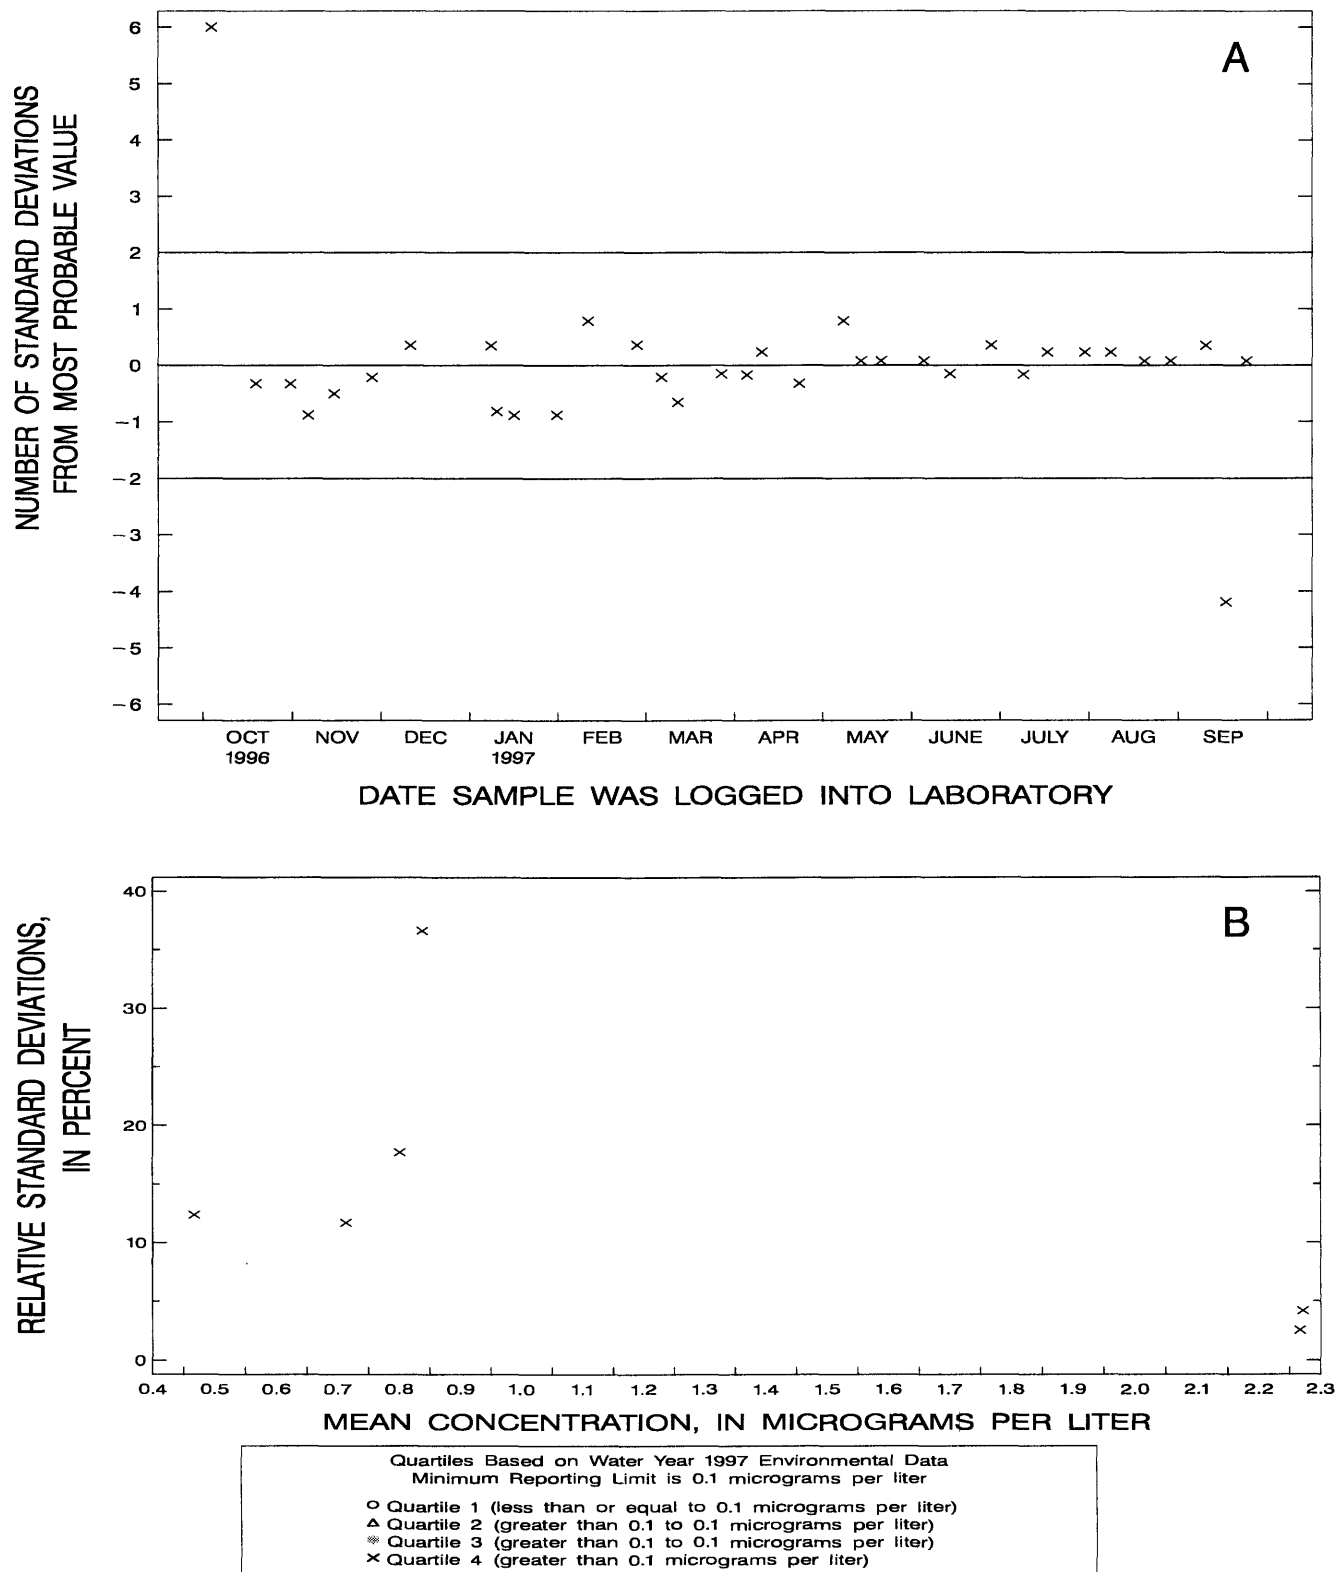 A
NUMBER OF STANDARD DEVIATIONS
FROM MOST PROBABLE VALUE
6
5
4
3
2
1
0
−1
−2
−3
−4
−5
−6
OCT NOV DEC JAN FEB MAR APR MAY JUNE JULY AUG SEP
1996 1997
DATE SAMPLE WAS LOGGED INTO LABORATORY
B
RELATIVE STANDARD DEVIATIONS,
IN PERCENT
40
30
20
10
0
0.4 0.5 0.6 0.7 0.8 0.9 1.0 1.1 1.2 1.3 1.4 1.5 1.6 1.7 1.8 1.9 2.0 2.1 2.2 2.3
MEAN CONCENTRATION, IN MICROGRAMS PER LITER
Quartiles Based on Water Year 1997 Environmental Data
Minimum Reporting Limit is 0.1 micrograms per liter
Quartile 1 (less than or equal to 0.1 micrograms per liter)
Quartile 2 (greater than 0.1 to 0.1 micrograms per liter)
Quartile 3 (greater than 0.1 to 0.1 micrograms per liter)
Quartile 4 (greater than 0.1 micrograms per liter)